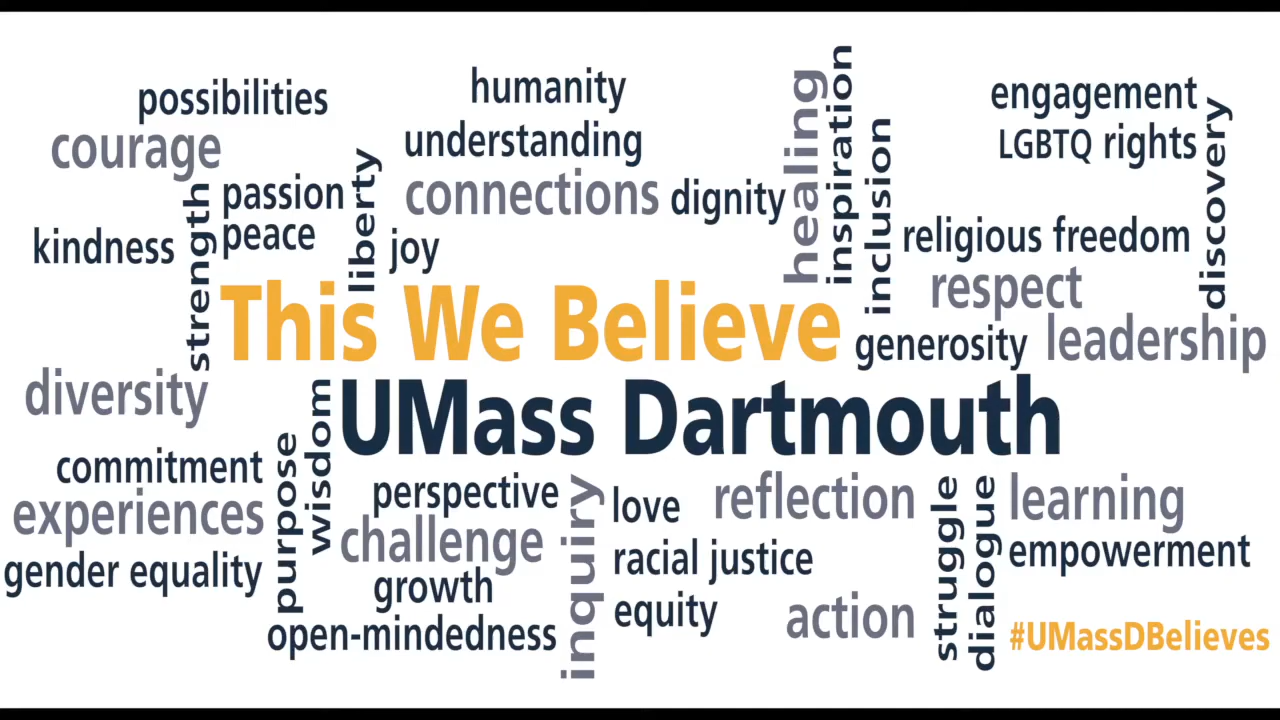 possibilities
humanity
healing
inspiration
engagement
courage
understanding
inclusion
LGBTQ rights
discovery
strength
passion
liberty
connections
dignity
kindness
peace
joy
religious freedom
respect
This We Believe
generosity
leadership
diversity
wisdom
UMass Dartmouth
commitment
purpose
perspective
inquiry
love
reflection
struggle
dialogue
learning
experiences
challenge
racial justice
empowerment
gender equality
growth
equity
action
open-mindedness
#UMassDBelieves